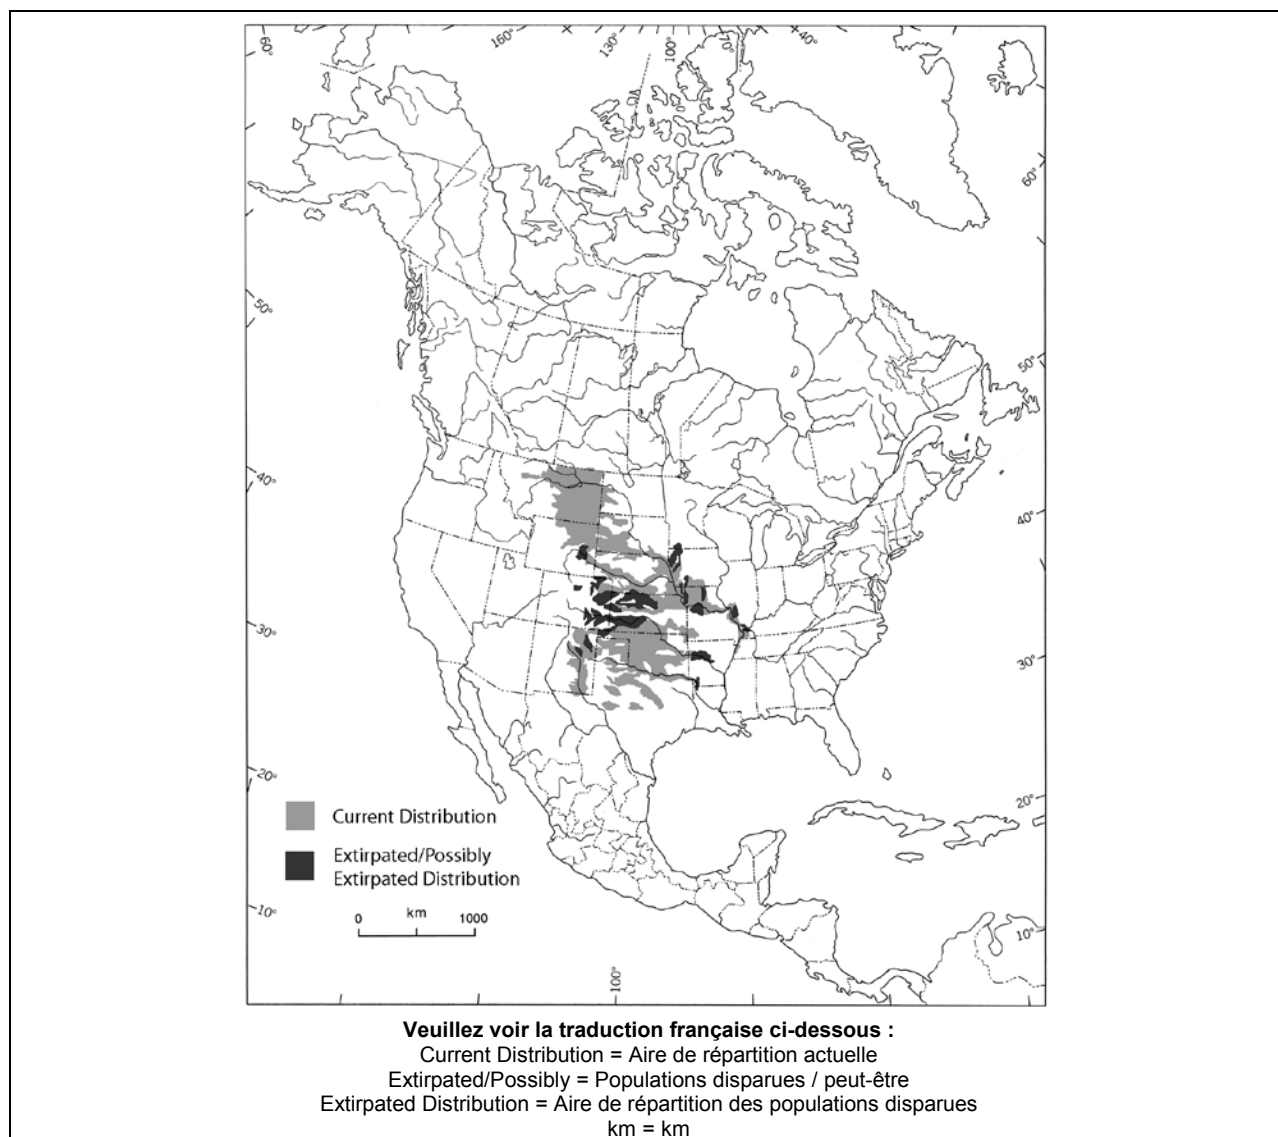 60°
160°
130°
100°
70°
40°
60°
50°
50°
40°
40°
30°
30°
20°
20°
10°
10°
Current Distribution
Extirpated/Possibly
Extirpated Distribution
0 km 1000
100°
Veuillez voir la traduction française ci-dessous :
Current Distribution = Aire de répartition actuelle
Extirpated/Possibly = Populations disparues / peut-être
Extirpated Distribution = Aire de répartition des populations disparues
km = km